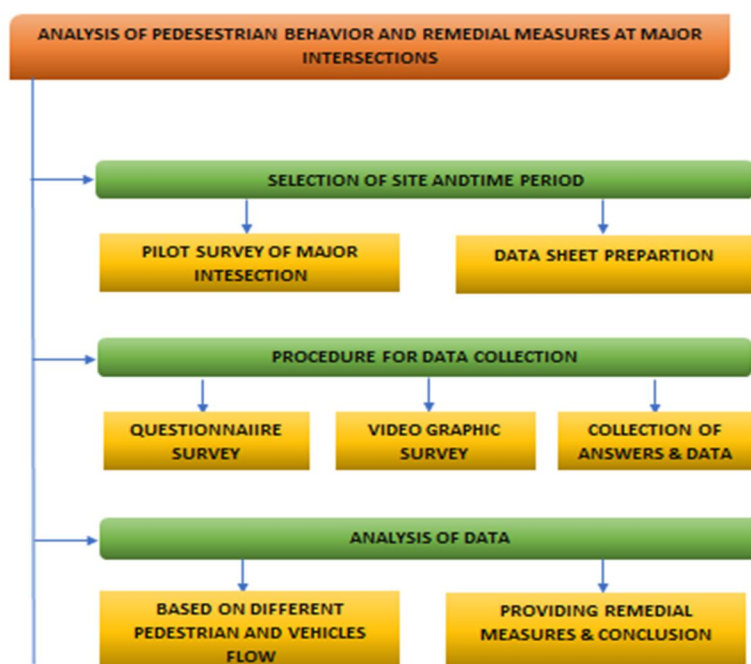 ANALYSIS OF PEDESESTRIAN BEHAVIOR AND REMEDIAL MEASURES AT MAJOR
INTERSECTIONS
SELECTION OF SITE ANDTIME PERIOD
PILOT SURVEY OF MAJOR
INTESECTION
DATA SHEET PREPARTION
PROCEDURE FOR DATA COLLECTION
QUESTIONNAIIRE
SURVEY
VIDEO GRAPHIC
SURVEY
COLLECTION OF
ANSWERS & DATA
ANALYSIS OF DATA
BASED ON DIFFERENT
PEDESTRIAN AND VEHICLES
FLOW
PROVIDING REMEDIAL
MEASURES & CONCLUSION